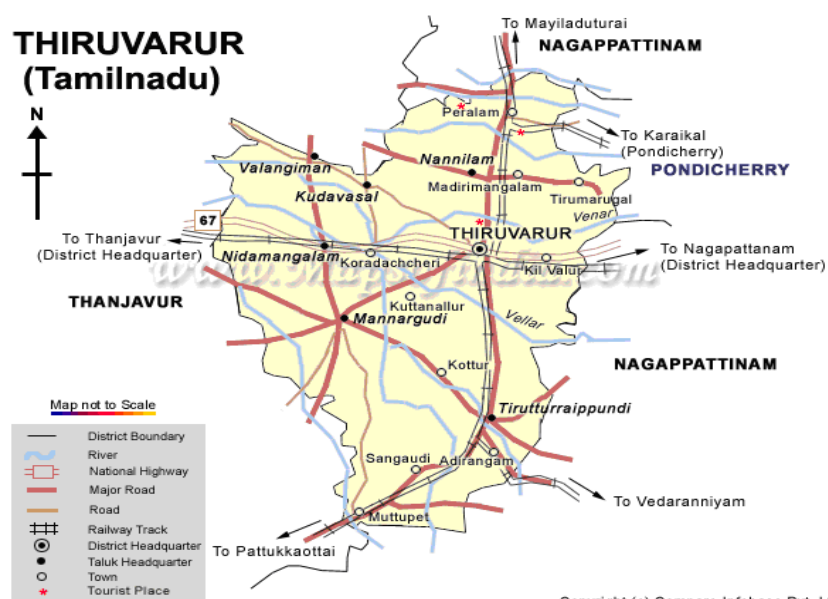 THIRUVARUR
(Tamilnadu)
N
To Mayiladuturai
NAGAPPATTINAM
Peralam
To Karaikal
(Pondicherry)
PONDICHERRY
Valangiman
Nannilam
Kudavasal
Madirimangalam
Tirumarugal
Venar
67
THIRUVARUR
To Thanjavur
(District Headquarter)
Nidamangalam
Koradachcheri
Kil Valur
To Nagapattanam
(District Headquarter)
www.Mapsofindia.com
THANJAVUR
Kuttanallur
Mannargudi
Vellar
Kottur
NAGAPPATTINAM
Tirutturraippundi
Map not to Scale
Sangaudi
Adirangam
To Vedaranniyam
Muttupet
To Pattukkaottai
District Boundary
River
National Highway
Major Road
Road
Railway Track
District Headquarter
Taluk Headquarter
Town
Tourist Place